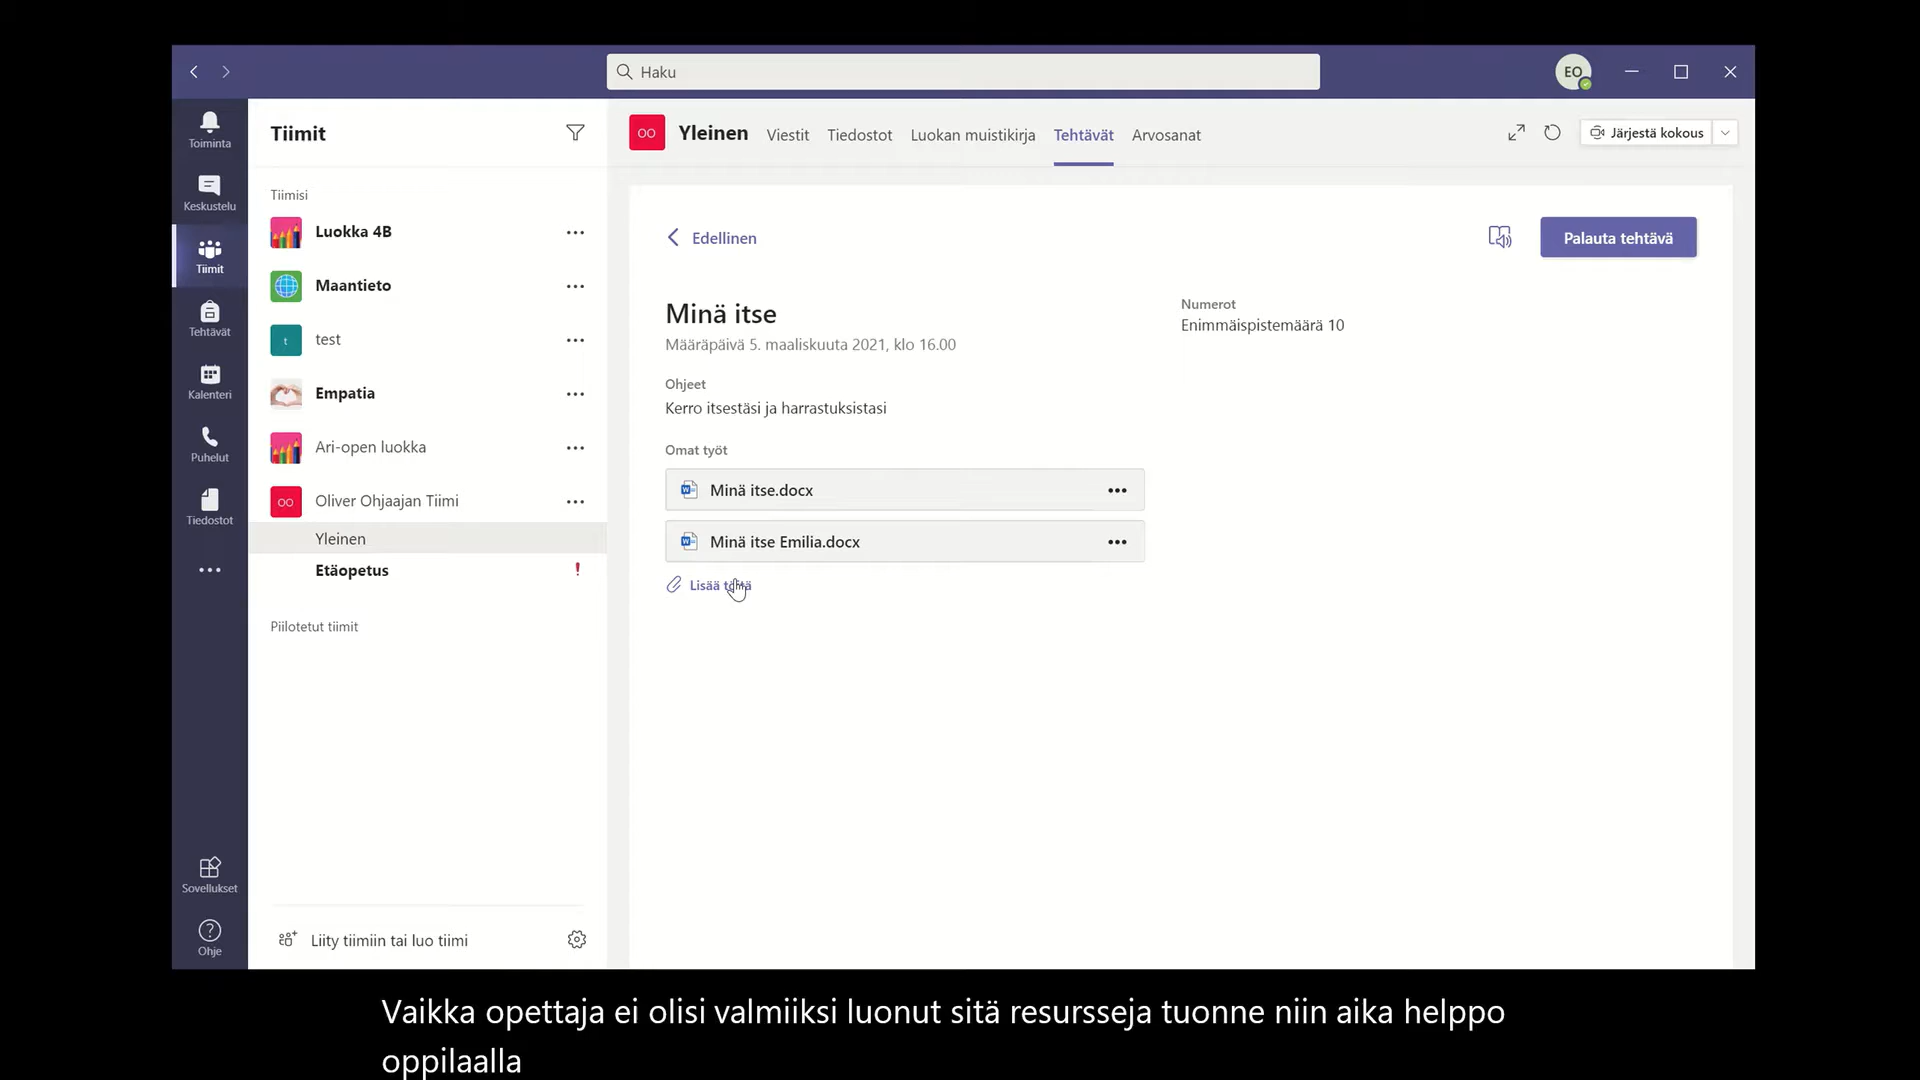 Haku
EO
Toiminta
Keskustelu
Tiimit
Tehtävät
Kalenteri
Puhelut
Tiedostot
Sovellukset
Ohje
Tiimit
Tiimisi
Luokka 4B
Maantieto
t
test
Empatia
Ari-open luokka
OO
Oliver Ohjaajan Tiimi
Yleinen
Etäopetus
!
Piilotetut tiimit
Liity tiimiin tai luo tiimi
OO
Yleinen Viestit Tiedostot Luokan muistikirja Tehtävät Arvosanat
Järjestä kokous
Edellinen
Palauta tehtävä
Minä itse
Määräpäivä 5. maaliskuuta 2021, klo 16.00
Numerot
Enimmäispistemäärä 10
Ohjeet
Kerro itsestäsi ja harrastuksistasi
Omat työt
Minä itse.docx
Minä itse Emilia.docx
Lisää
Vaikka opettaja ei olisi valmiiksi luonut sitä resursseja tuonne niin aika helppo
oppilaalla